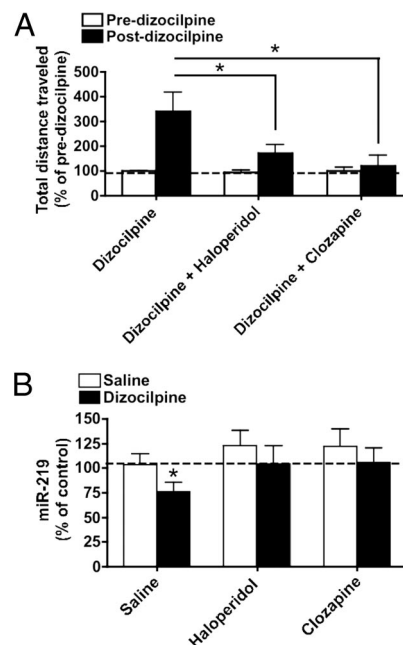 A
Pre-dizocilpine
Post-dizocilpine
Total distance traveled
(% of pre-dizocilpine)
500
400
300
200
100
0
*
*
Dizocilpine
Dizocilpine + Haloperidol
Dizocilpine + Clozapine
B
Saline
Dizocilpine
miR-219
(% of control)
150
125
100
75
50
25
0
*
Saline
Haloperidol
Clozapine